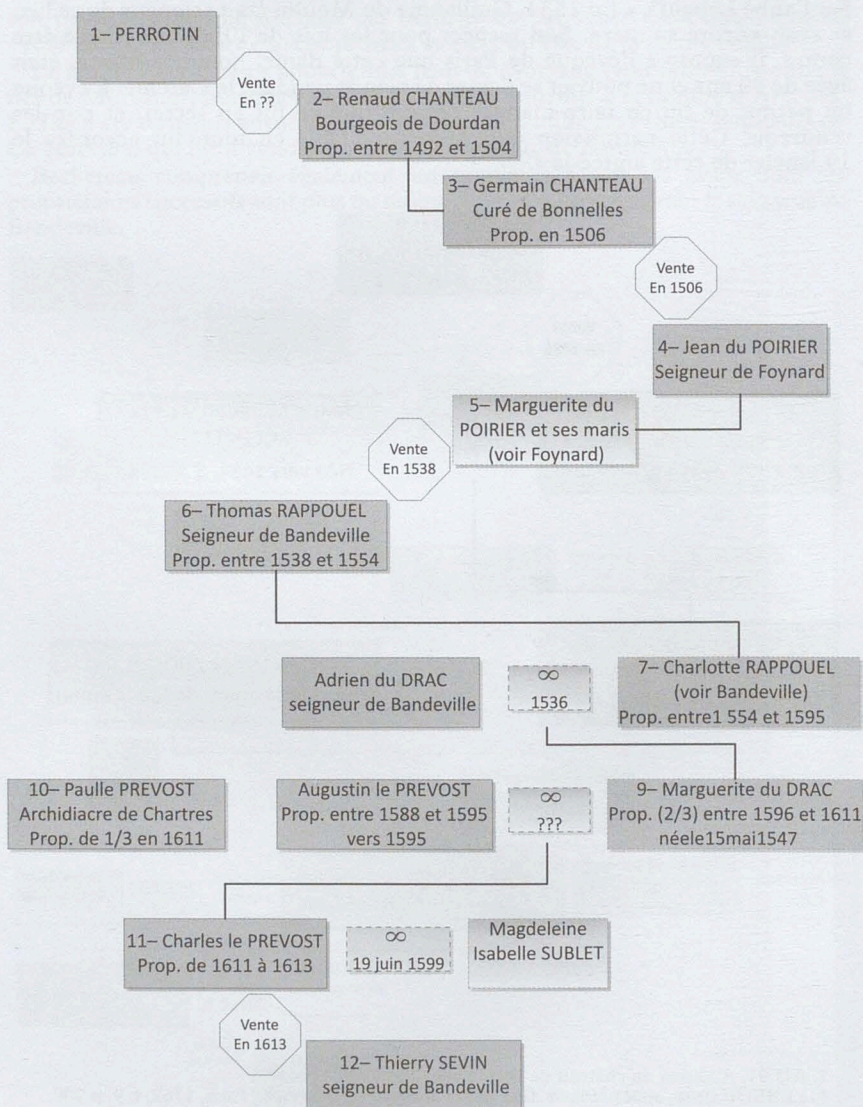 1– PERROTIN
Vente
En ??
2– Renaud CHANTEAU
Bourgeois de Dourdan
Prop. entre 1492 et 1504
3– Germain CHANTEAU
Curé de Bonnelles
Prop. en 1506
Vente
En 1506
4– Jean du POIRIER
Seigneur de Foynard
5– Marguerite du
POIRIER et ses maris
(voir Foynard)
Vente
En 1538
6– Thomas RAPPOUEL
Seigneur de Bandeville
Prop. entre 1538 et 1554
Adrien du DRAC
seigneur de Bandeville
∞
1536
7– Charlotte RAPPOUEL
(voir Bandeville)
Prop. entre1 554 et 1595
10– Paulle PREVOST
Archidiacre de Chartres
Prop. de 1/3 en 1611
Augustin le PREVOST
Prop. entre 1588 et 1595
vers 1595
∞
???
9– Marguerite du DRAC
Prop. (2/3) entre 1596 et 1611
néele15mai1547
11– Charles le PREVOST
Prop. de 1611 à 1613
∞
19 juin 1599
Magdeleine
Isabelle SUBLET
Vente
En 1613
12– Thierry SEVIN
seigneur de Bandeville